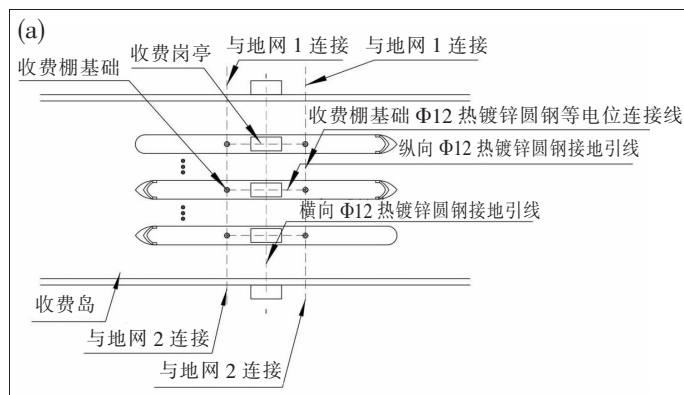 (a)
与地网 1 连接
与地网 1 连接
收费岗亭
收费棚基础
收费棚基础 Φ12 热镀锌圆钢等电位连接线
纵向 Φ12 热镀锌圆钢接地引线
横向 Φ12 热镀锌圆钢接地引线
收费岛
与地网 2 连接
与地网 2 连接